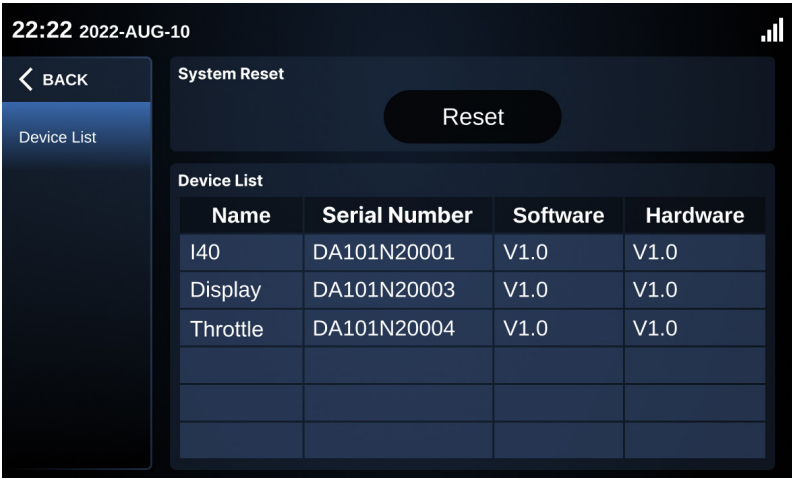 22:22 2022-AUG-10
BACK
Device List
System Reset
Reset
Device List
Name Serial Number Software Hardware
I40 DA101N20001 V1.0 V1.0
Display DA101N20003 V1.0 V1.0
Throttle DA101N20004 V1.0 V1.0